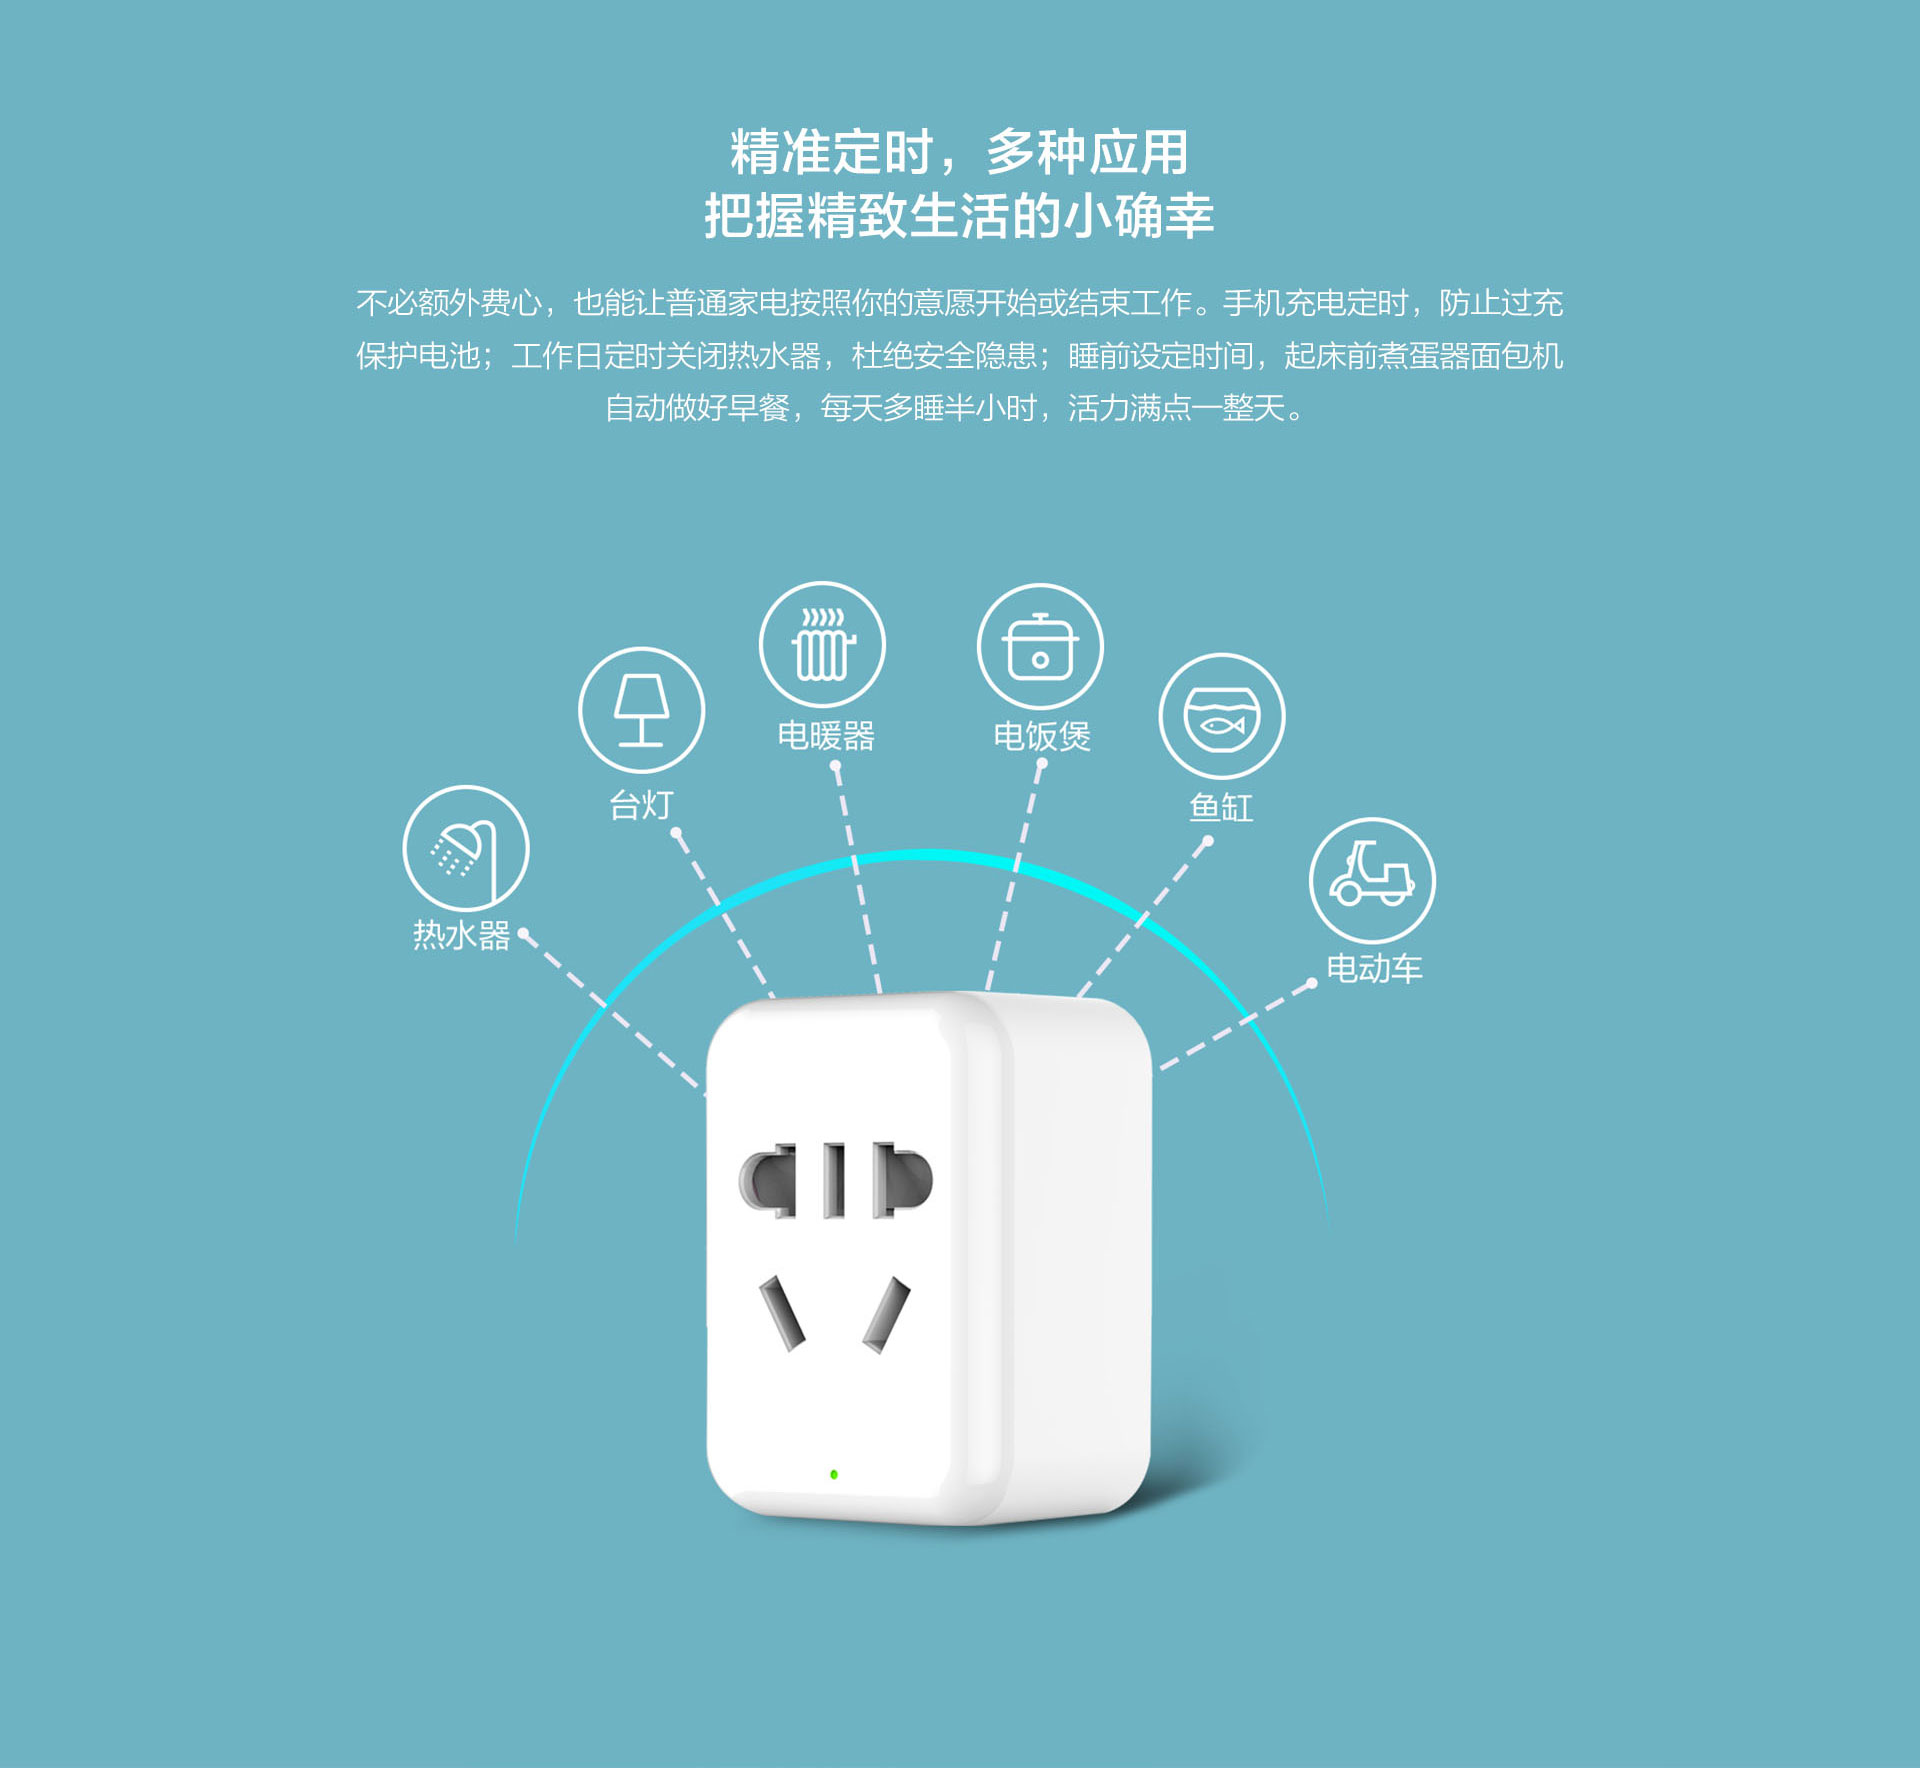 精准定时，多种应用
把握精致生活的小确幸
不必额外费心，也能让普通家电按照你的意愿开始或结束工作。手机充电定时，防止过充
保护电池；工作日定时关闭热水器，杜绝安全隐患；睡前设定时间，起床前煮蛋器面包机
自动做好早餐，每天多睡半小时，活力满点一整天。
电暖器
电饭煲
台灯
鱼缸
热水器
电动车